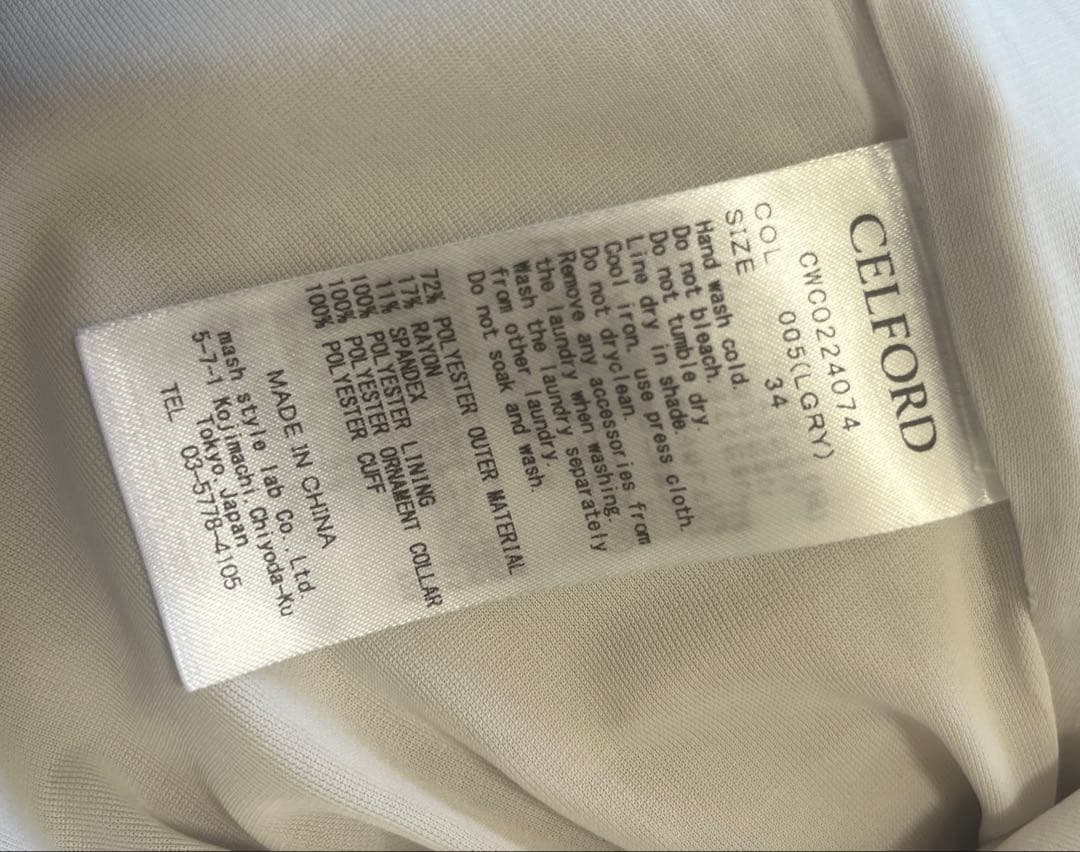 CELFORD
CWCO224074
COL 005(LGRY)
SIZE 34
Hand wash cold.
Do not bleach.
Do not tumble dry.
Line dry in shade.
Cool iron. use press cloth.
Do not dryclean.
Remove any accessories from
the laundry when washing.
Wash the laundry separately
from other laundry.
Do not soak and wash.
72% POLYESTER OUTER MATERIAL
17% RAYON
11% SPANDEX
100% POLYESTER LINING
100% POLYESTER ORNAMENT COLLAR
100% POLYESTER CUFF
MADE IN CHINA
mash style lab Co.,Ltd.
5-7-1 Kojimachi Chiyoda-Ku
Tokyo,Japan
TEL 03-5778-4105